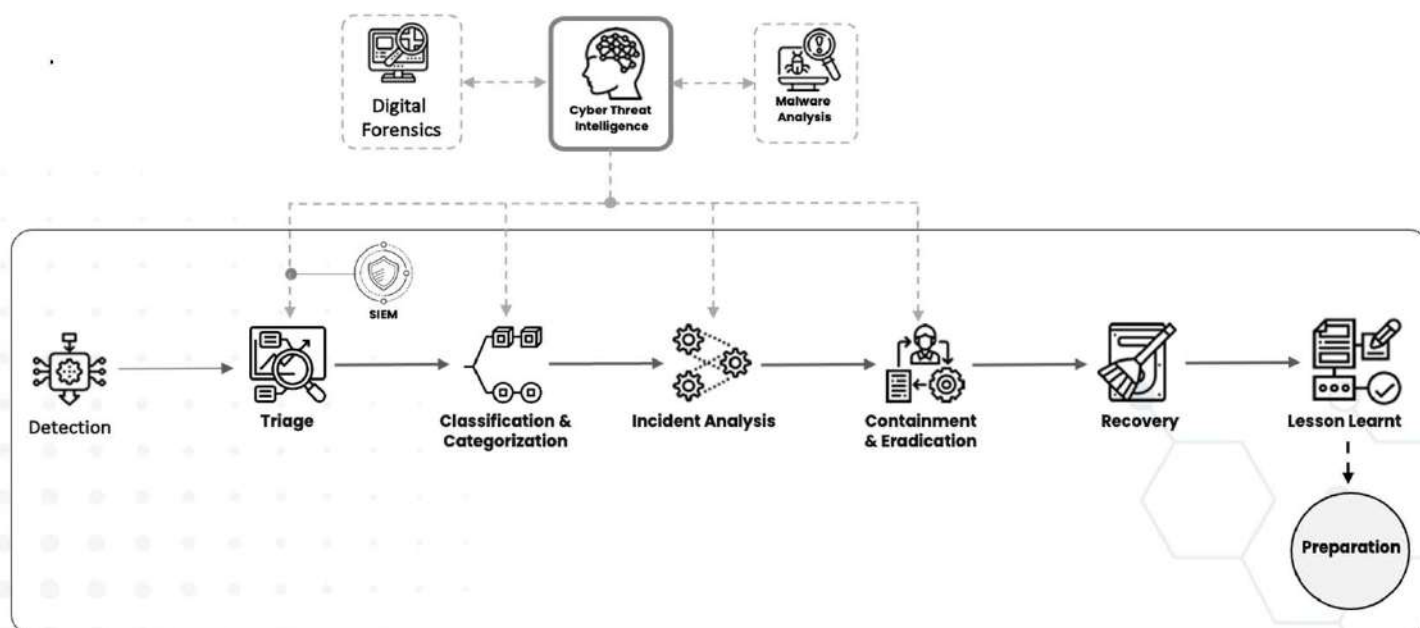 Digital
Forensics
Cyber Threat
Intelligence
Malware
Analysis
SIEM
Detection
Triage
Classification &
Categorization
Incident Analysis
Containment
& Eradication
Recovery
Lesson Learnt
Preparation